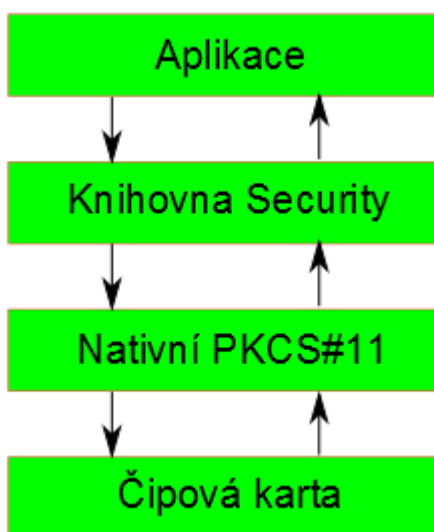 Aplikace
Knihovna Security
Nativní PKCS#11
Čipová karta